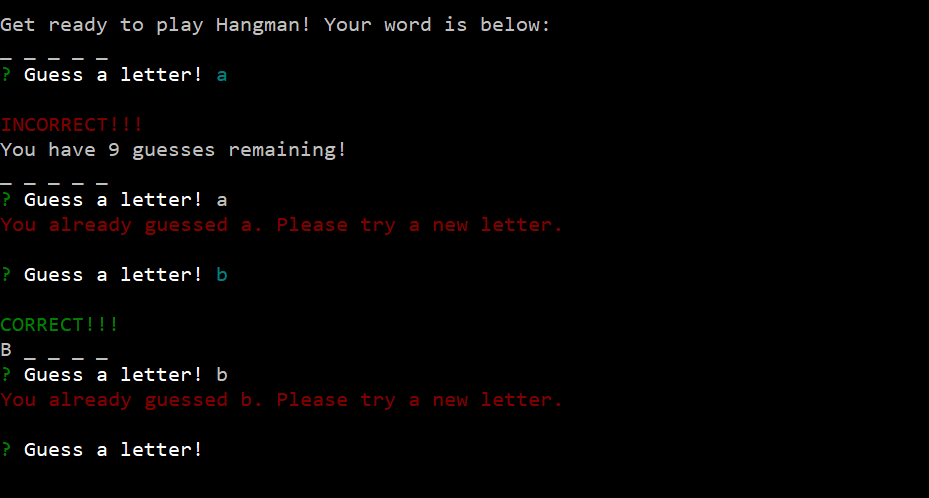 Get ready to play Hangman! Your word is below:
_ _ _ _ _
? Guess a letter! a
INCORRECT!!!
You have 9 guesses remaining!
_ _ _ _ _
? Guess a letter! a
You already guessed a. Please try a new letter.
? Guess a letter! b
CORRECT!!!
B _ _ _ _
? Guess a letter! b
You already guessed b. Please try a new letter.
? Guess a letter!